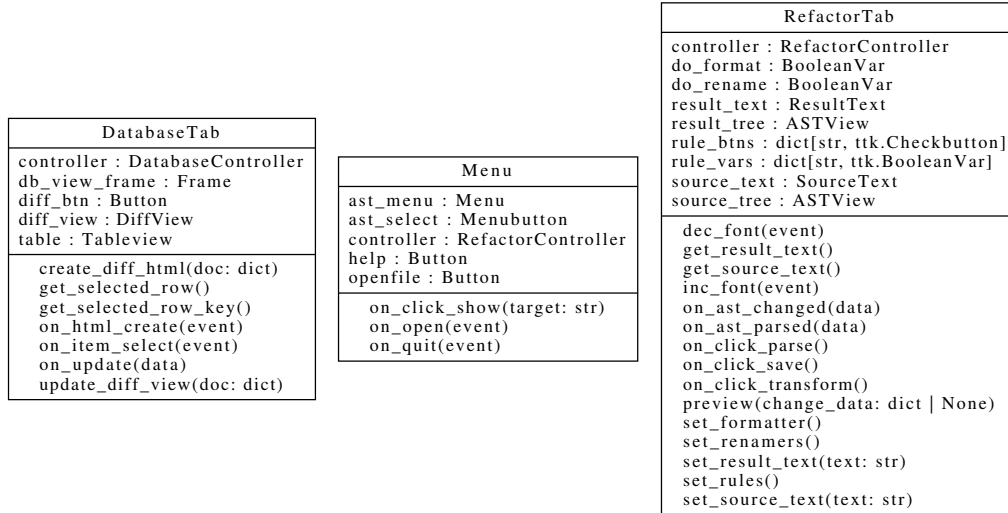 DatabaseTab
controller : DatabaseController
db_view_frame : Frame
diff_btn : Button
diff_view : DiffView
table : Tableview
create_diff_html(doc: dict)
get_selected_row()
get_selected_row_key()
on_html_create(event)
on_item_select(event)
on_update(data)
update_diff_view(doc: dict)
Menu
ast_menu : Menu
ast_select : Menubutton
controller : RefactorController
help : Button
openfile : Button
on_click_show(target: str)
on_open(event)
on_quit(event)
RefactorTab
controller : RefactorController
do_format : BooleanVar
do_rename : BooleanVar
result_text : ResultText
result_tree : ASTView
rule_btns : dict[str, ttk.Checkbutton]
rule_vars : dict[str, ttk.BooleanVar]
source_text : SourceText
source_tree : ASTView
dec_font(event)
get_result_text()
get_source_text()
inc_font(event)
on_ast_changed(data)
on_ast_parsed(data)
on_click_parse()
on_click_save()
on_click_transform()
preview(change_data: dict | None)
set_formatter()
set_renamers()
set_result_text(text: str)
set_rules()
set_source_text(text: str)